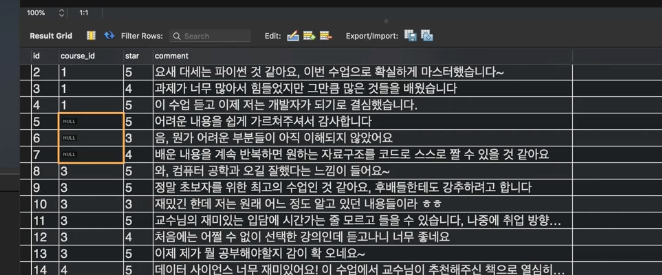 100% 1:1
Result Grid Filter Rows: Search Edit: Export/Import:
id course_id star comment
2 1 5 요새 대세는 파이썬 것 같아요, 이번 수업으로 확실하게 마스터했습니다~
3 1 4 과제가 너무 많아서 힘들었지만 그만큼 많은 것들을 배웠습니다
4 1 5 이 수업 듣고 이제 저는 개발자가 되기로 결심했습니다.
5 NULL 5 어려운 내용을 쉽게 가르쳐주셔서 감사합니다
6 NULL 3 음, 뭔가 어려운 부분들이 아직 이해되지 않았어요
7 NULL 4 배운 내용을 계속 반복하면 원하는 자료구조를 코드로 스스로 짤 수 있을 것 같아요
8 3 5 와, 컴퓨터 공학과 오길 잘했다는 느낌이 들어요~
9 3 5 정말 초보자를 위한 최고의 수업인 것 같아요, 후배들한테도 강추하려고 합니다
10 3 3 재밌긴 한데 저는 원래 어느 정도 알고 있던 내용들이라 ㅎㅎ
11 3 5 교수님의 재미있는 입담에 시간가는 줄 모르고 들을 수 있습니다, 나중에 취업 방향...
12 3 4 처음에는 어쩔 수 없이 선택한 강의인데 듣고나니 너무 좋네요
13 3 5 이제 제가 뭘 공부해야할지 감이 확 오네요~
14 4 5 데이터 사이언스 너무 재미있어요! 이 수업에서 교수님이 추천해주신 책으로 열심히...